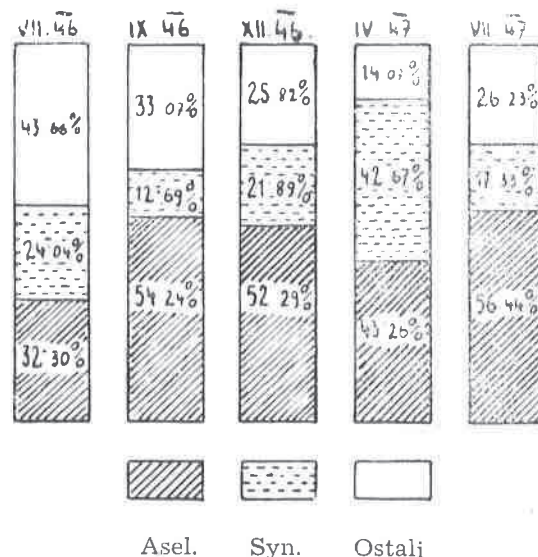 VII. 46 IX 46 XII. 46. IV 47 VII 47
43 66% 33 07% 25 82% 14 07% 26 23%
24 04% 12 69% 21 89% 42 67% 17 33%
32 30% 54 24% 52 29% 43 26% 56 44%
Asel. Syn. Ostali